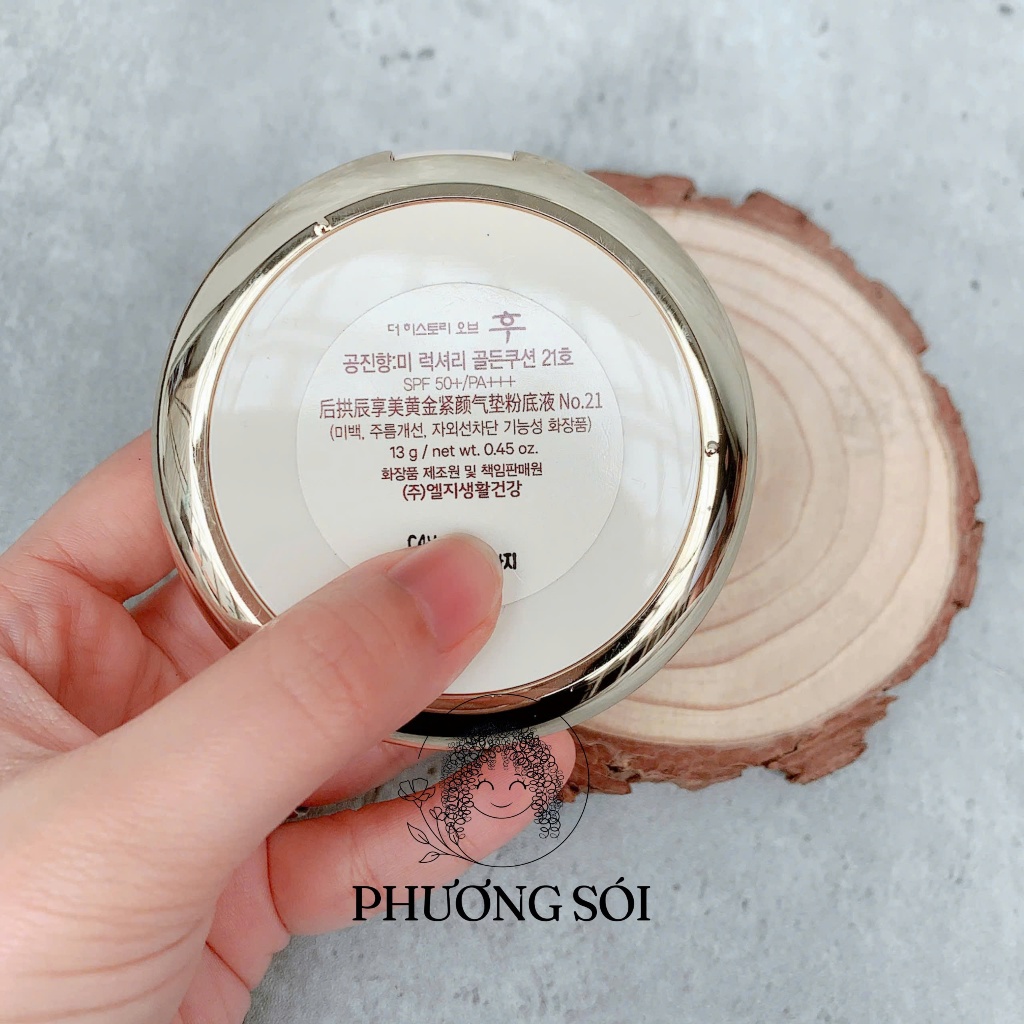 더 히스토리 오브 후
공진향:미 럭셔리 골든쿠션 21호
SPF 50+/PA+++
后拱辰享美黄金紧颜气垫粉底液 No.21
(미백, 주름개선, 자외선차단 기능성 화장품)
13 g / net wt. 0.45 oz.
화장품 제조원 및 책임판매원
(주)엘지생활건강
PHƯƠNG SÓI